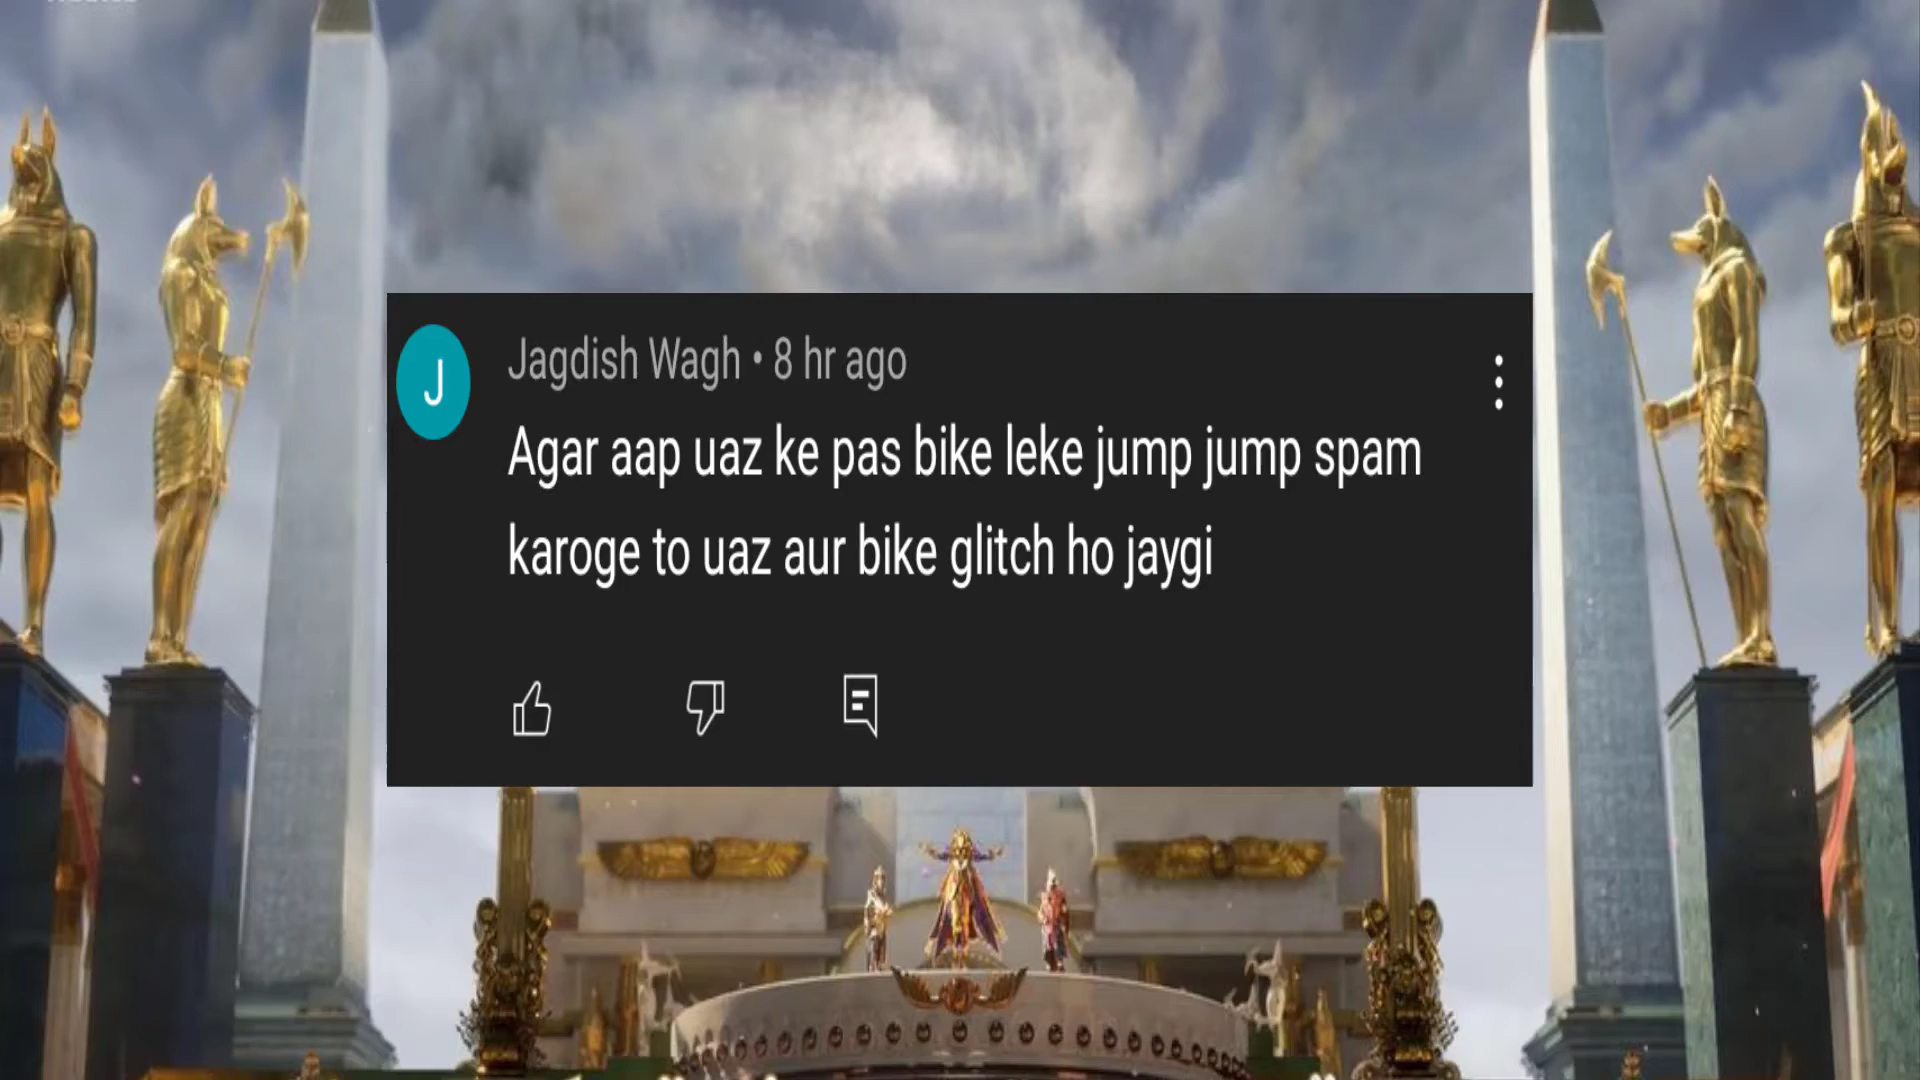 J
Jagdish Wagh • 8 hr ago
Agar aap uaz ke pas bike leke jump jump spam
karoge to uaz aur bike glitch ho jaygi